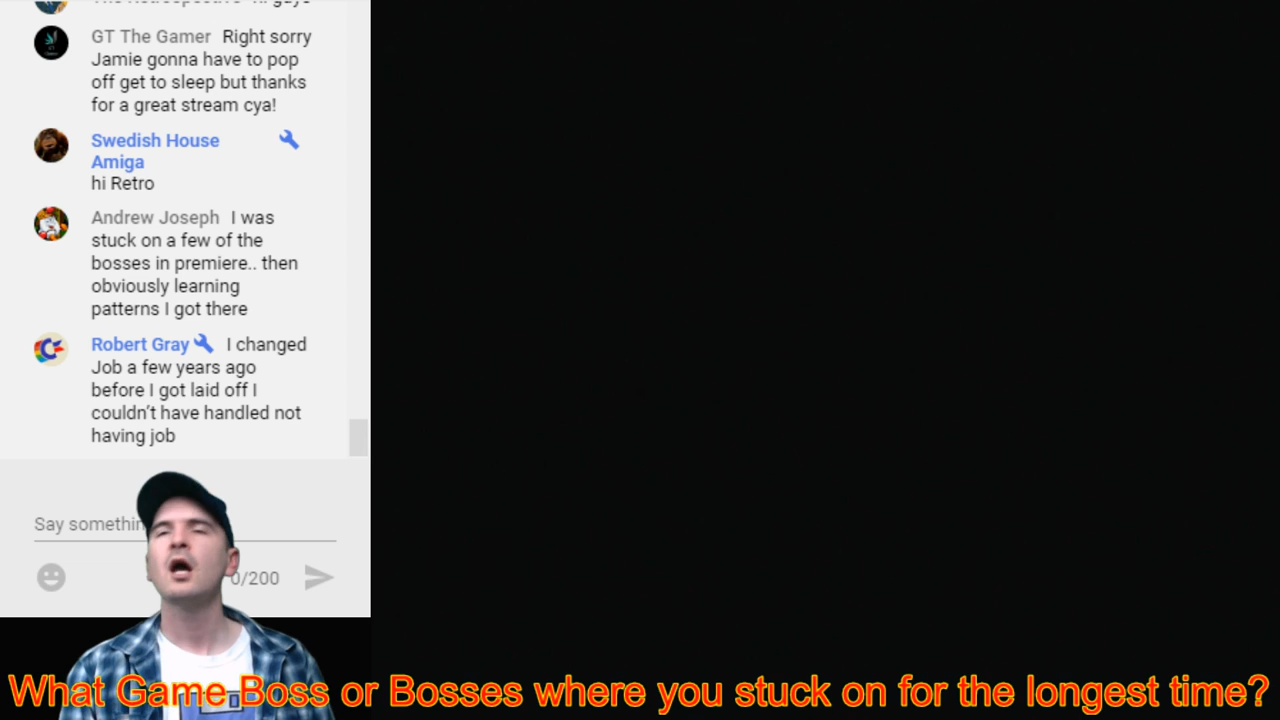 GT The Gamer Right sorry
Jamie gonna have to pop
off get to sleep but thanks
for a great stream cya!
Swedish House
Amiga
hi Retro
Andrew Joseph I was
stuck on a few of the
bosses in premiere.. then
obviously learning
patterns I got there
Robert Gray I changed
Job a few years ago
before I got laid off I
couldn't have handled not
having job
Say somethin
0/200
What Game Boss or Bosses where you stuck on for the longest time?